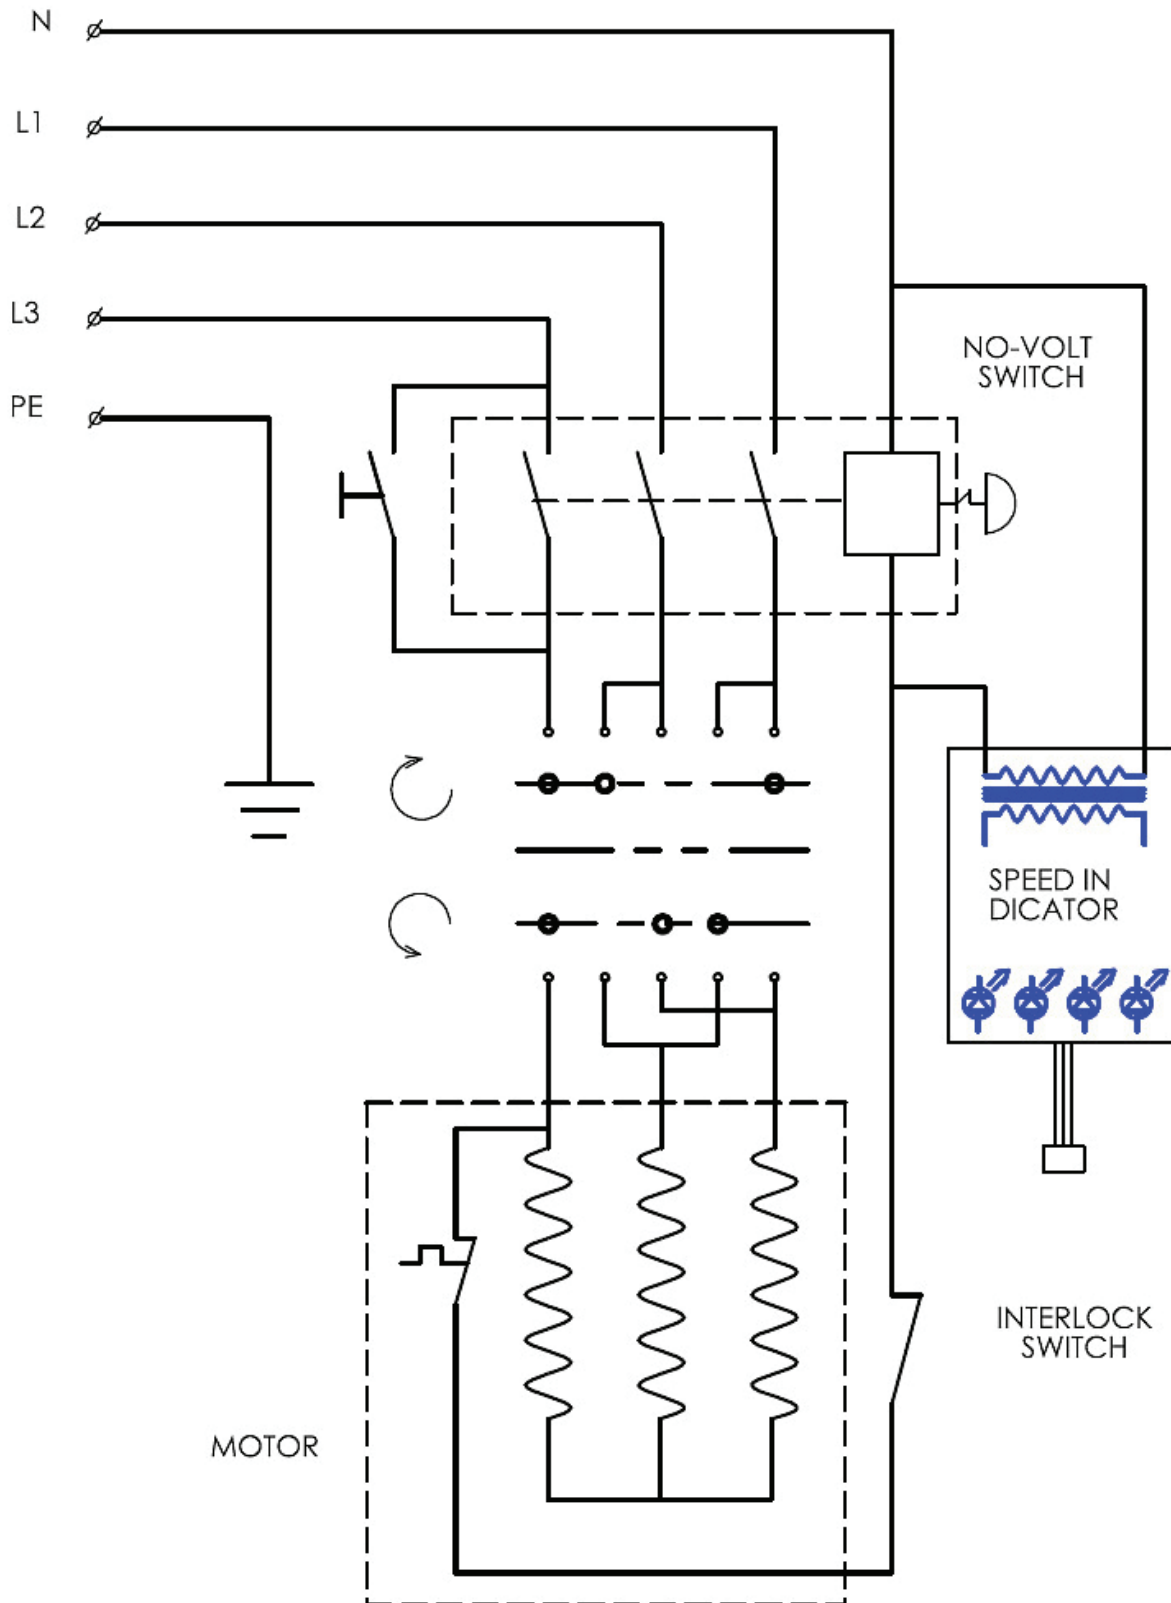 N
L1
L2
L3
PE
NO-VOLT
SWITCH
SPEED IN
DICATOR
INTERLOCK
SWITCH
MOTOR